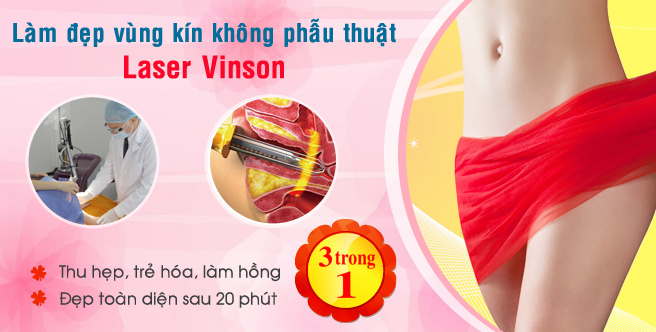 Làm đẹp vùng kín không phẫu thuật
Laser Vinson
Thu hẹp, trẻ hóa, làm hồng
Đẹp toàn diện sau 20 phút
3 trong
1